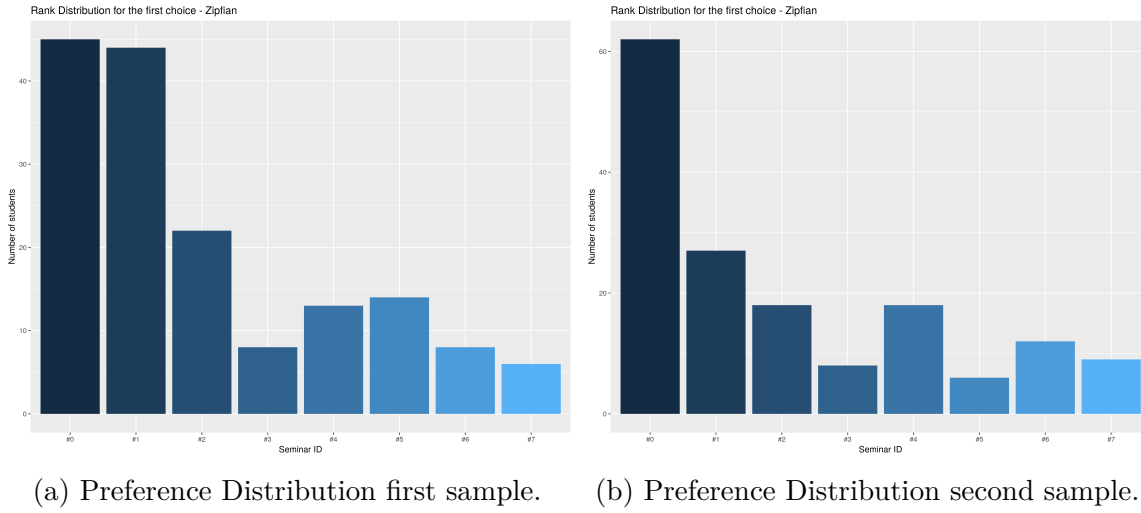 Rank Distribution for the first choice - Zipfian
Number of students
40
30
20
10
0
#0 #1 #2 #3 #4 #5 #6 #7
Seminar ID
(a) Preference Distribution first sample.
Rank Distribution for the first choice - Zipfian
Number of students
60
40
20
0
#0 #1 #2 #3 #4 #5 #6 #7
Seminar ID
(b) Preference Distribution second sample.